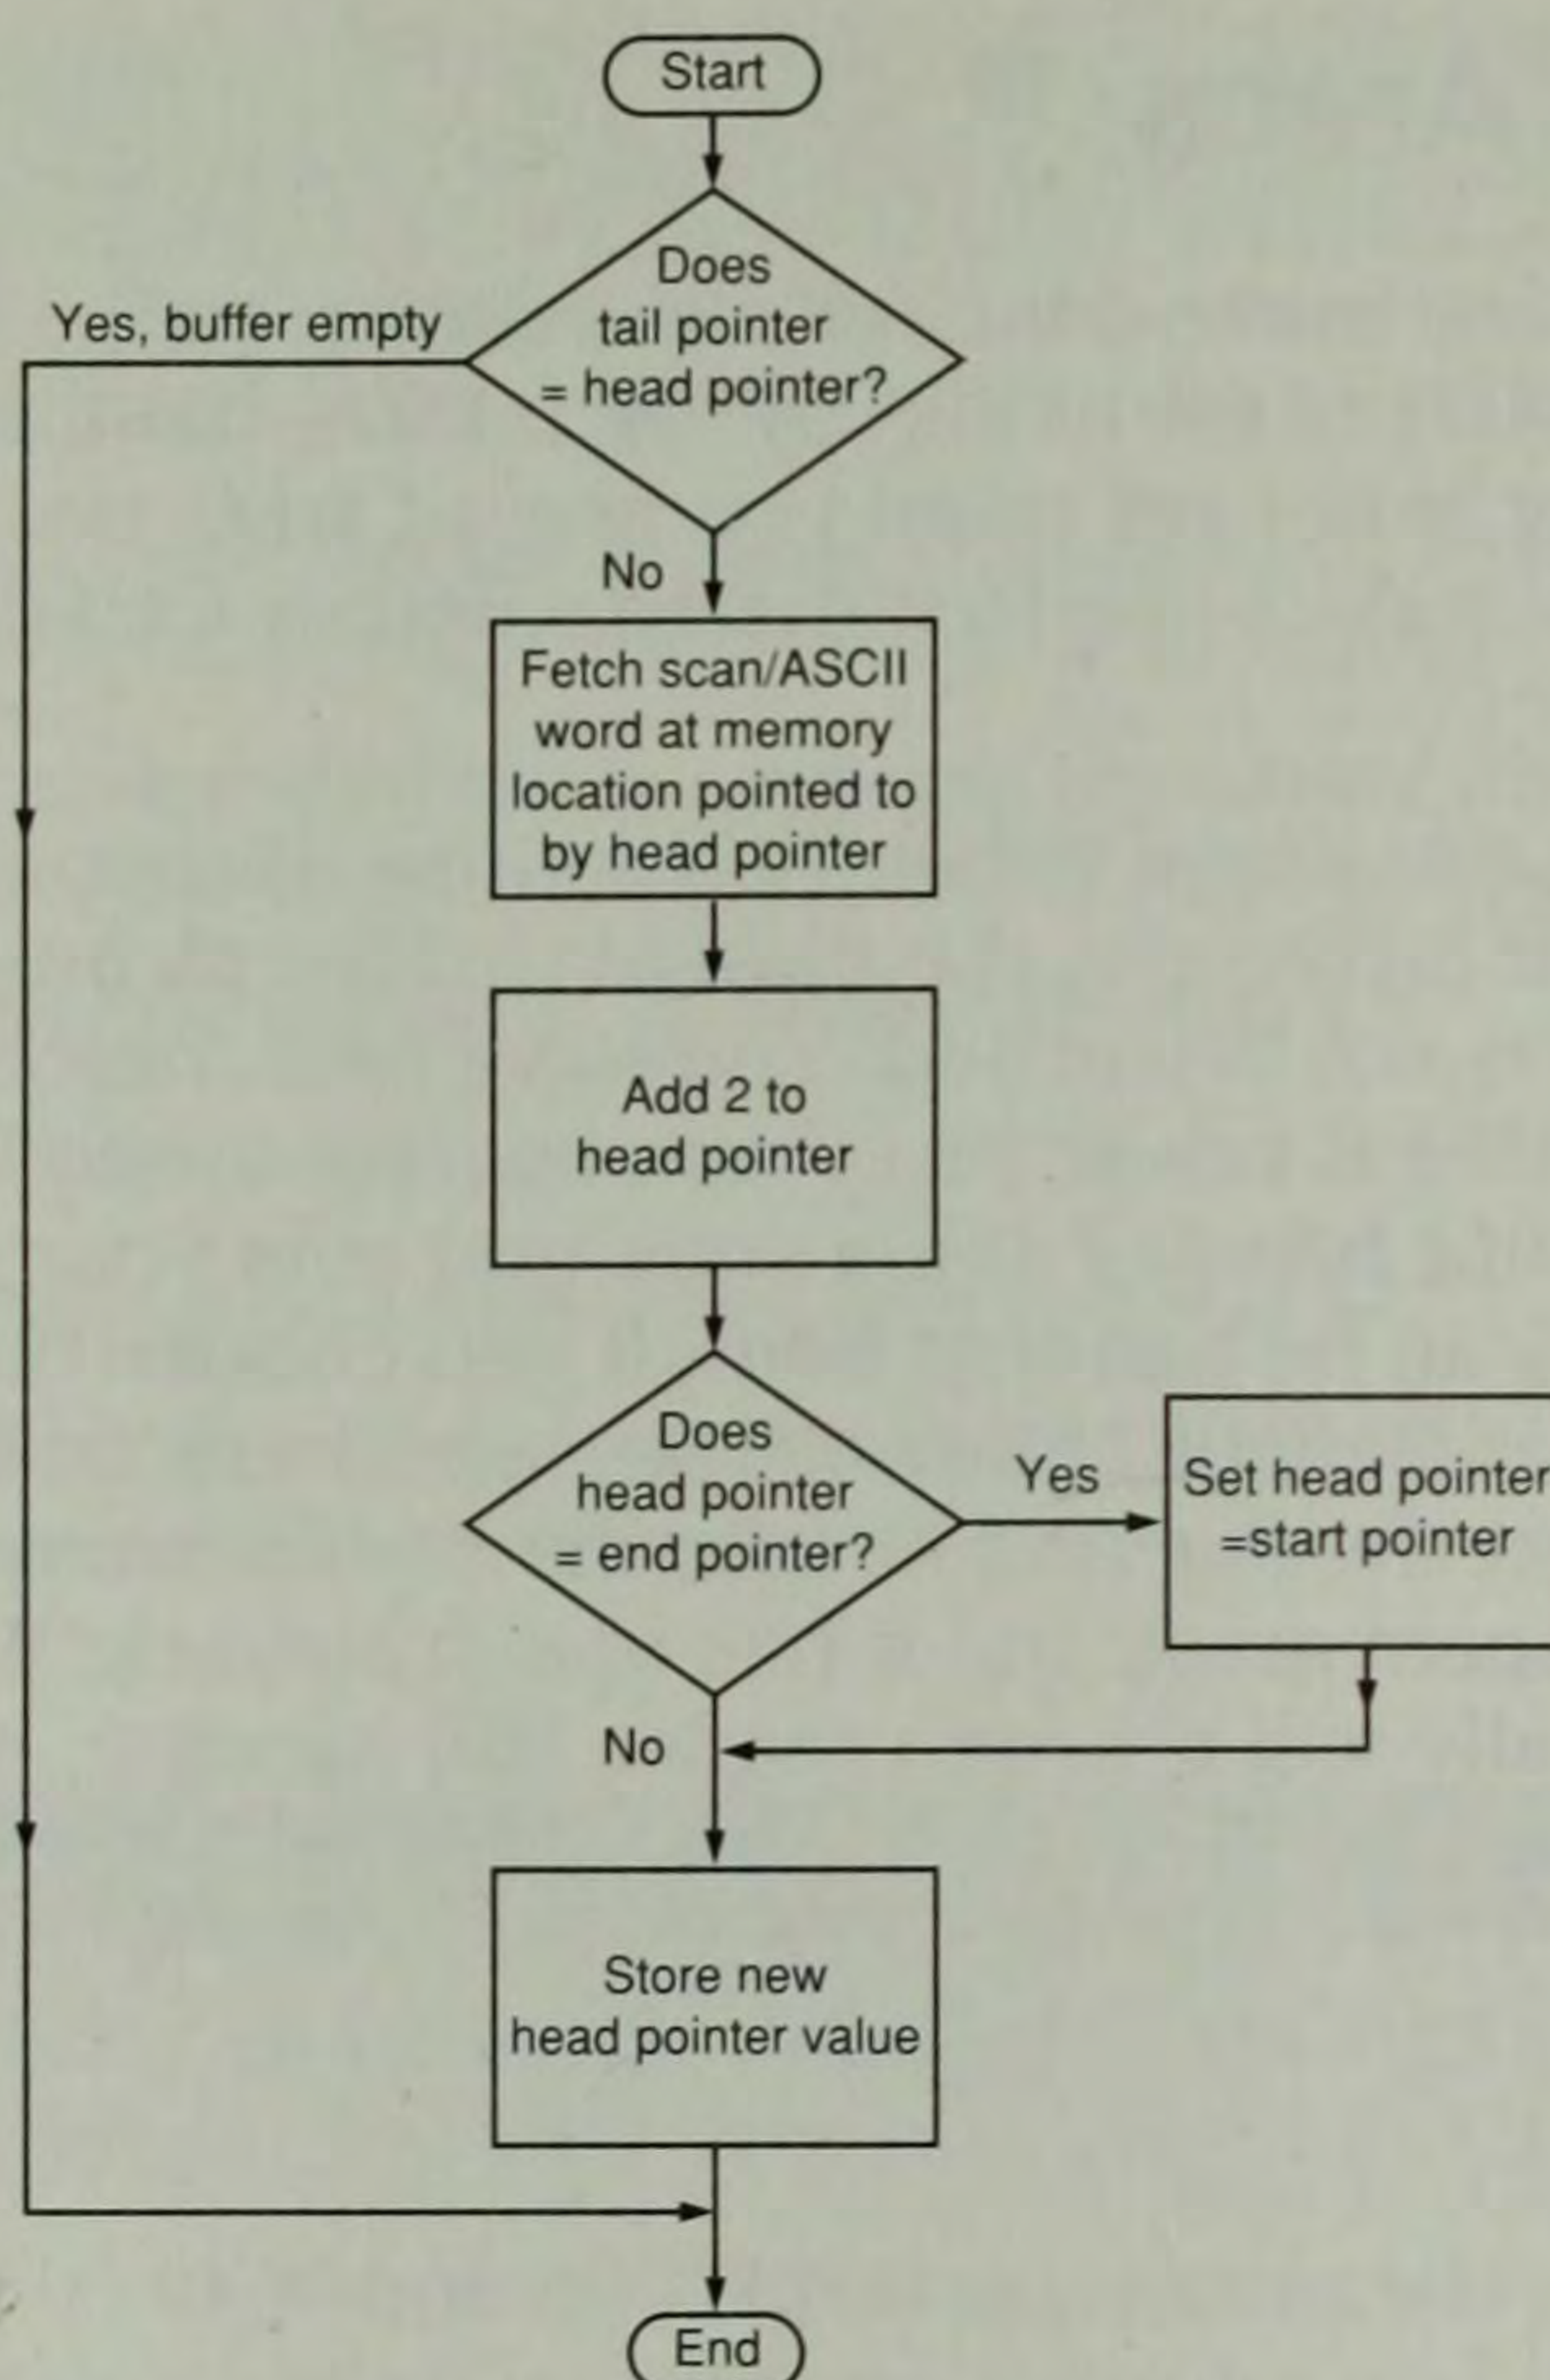 Start
Does
tail pointer
= head pointer?
Yes, buffer empty
No
Fetch scan/ASCII
word at memory
location pointed to
by head pointer
Add 2 to
head pointer
Does
head pointer
= end pointer?
Yes
Set head pointer
=start pointer
No
Store new
head pointer value
End